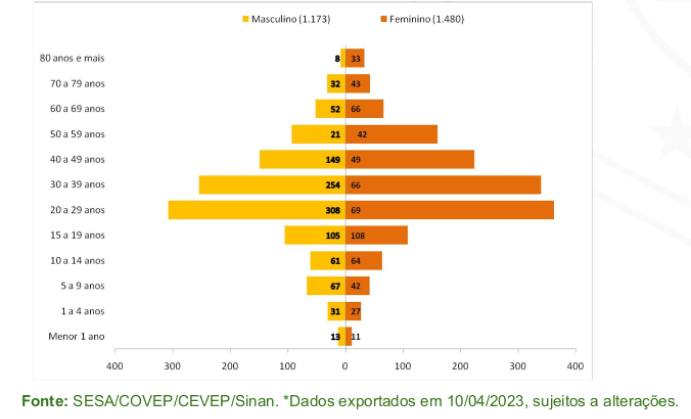 Masculino (1.173) Feminino (1.480)
80 anos e mais 8 33
70 a 79 anos 32 43
60 a 69 anos 52 66
50 a 59 anos 21 42
40 a 49 anos 149 49
30 a 39 anos 254 66
20 a 29 anos 308 69
15 a 19 anos 105 108
10 a 14 anos 61 64
5 a 9 anos 67 42
1 a 4 anos 31 27
Menor 1 ano 13 11
400 300 200 100 0 100 200 300 400
Fonte: SESA/COVEP/CEVEP/Sinan. *Dados exportados em 10/04/2023, sujeitos a alterações.